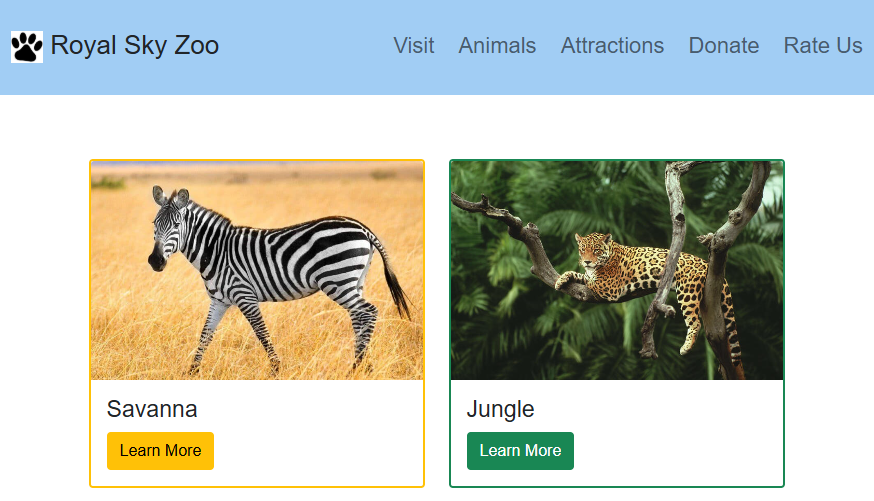 Royal Sky Zoo Visit Animals Attractions Donate Rate Us
Savanna
Learn More
Jungle
Learn More